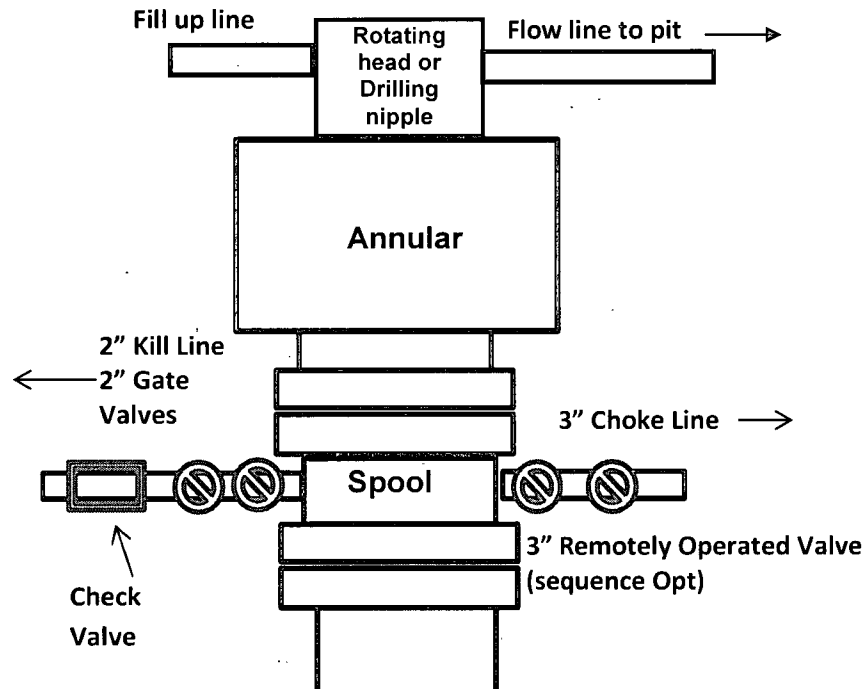 Fill up line
Rotating
head or
Drilling
nipple
Flow line to pit
Annular
2” Kill Line
2” Gate
Valves
3” Choke Line
Spool
3” Remotely Operated Valve
(sequence Opt)
Check
Valve